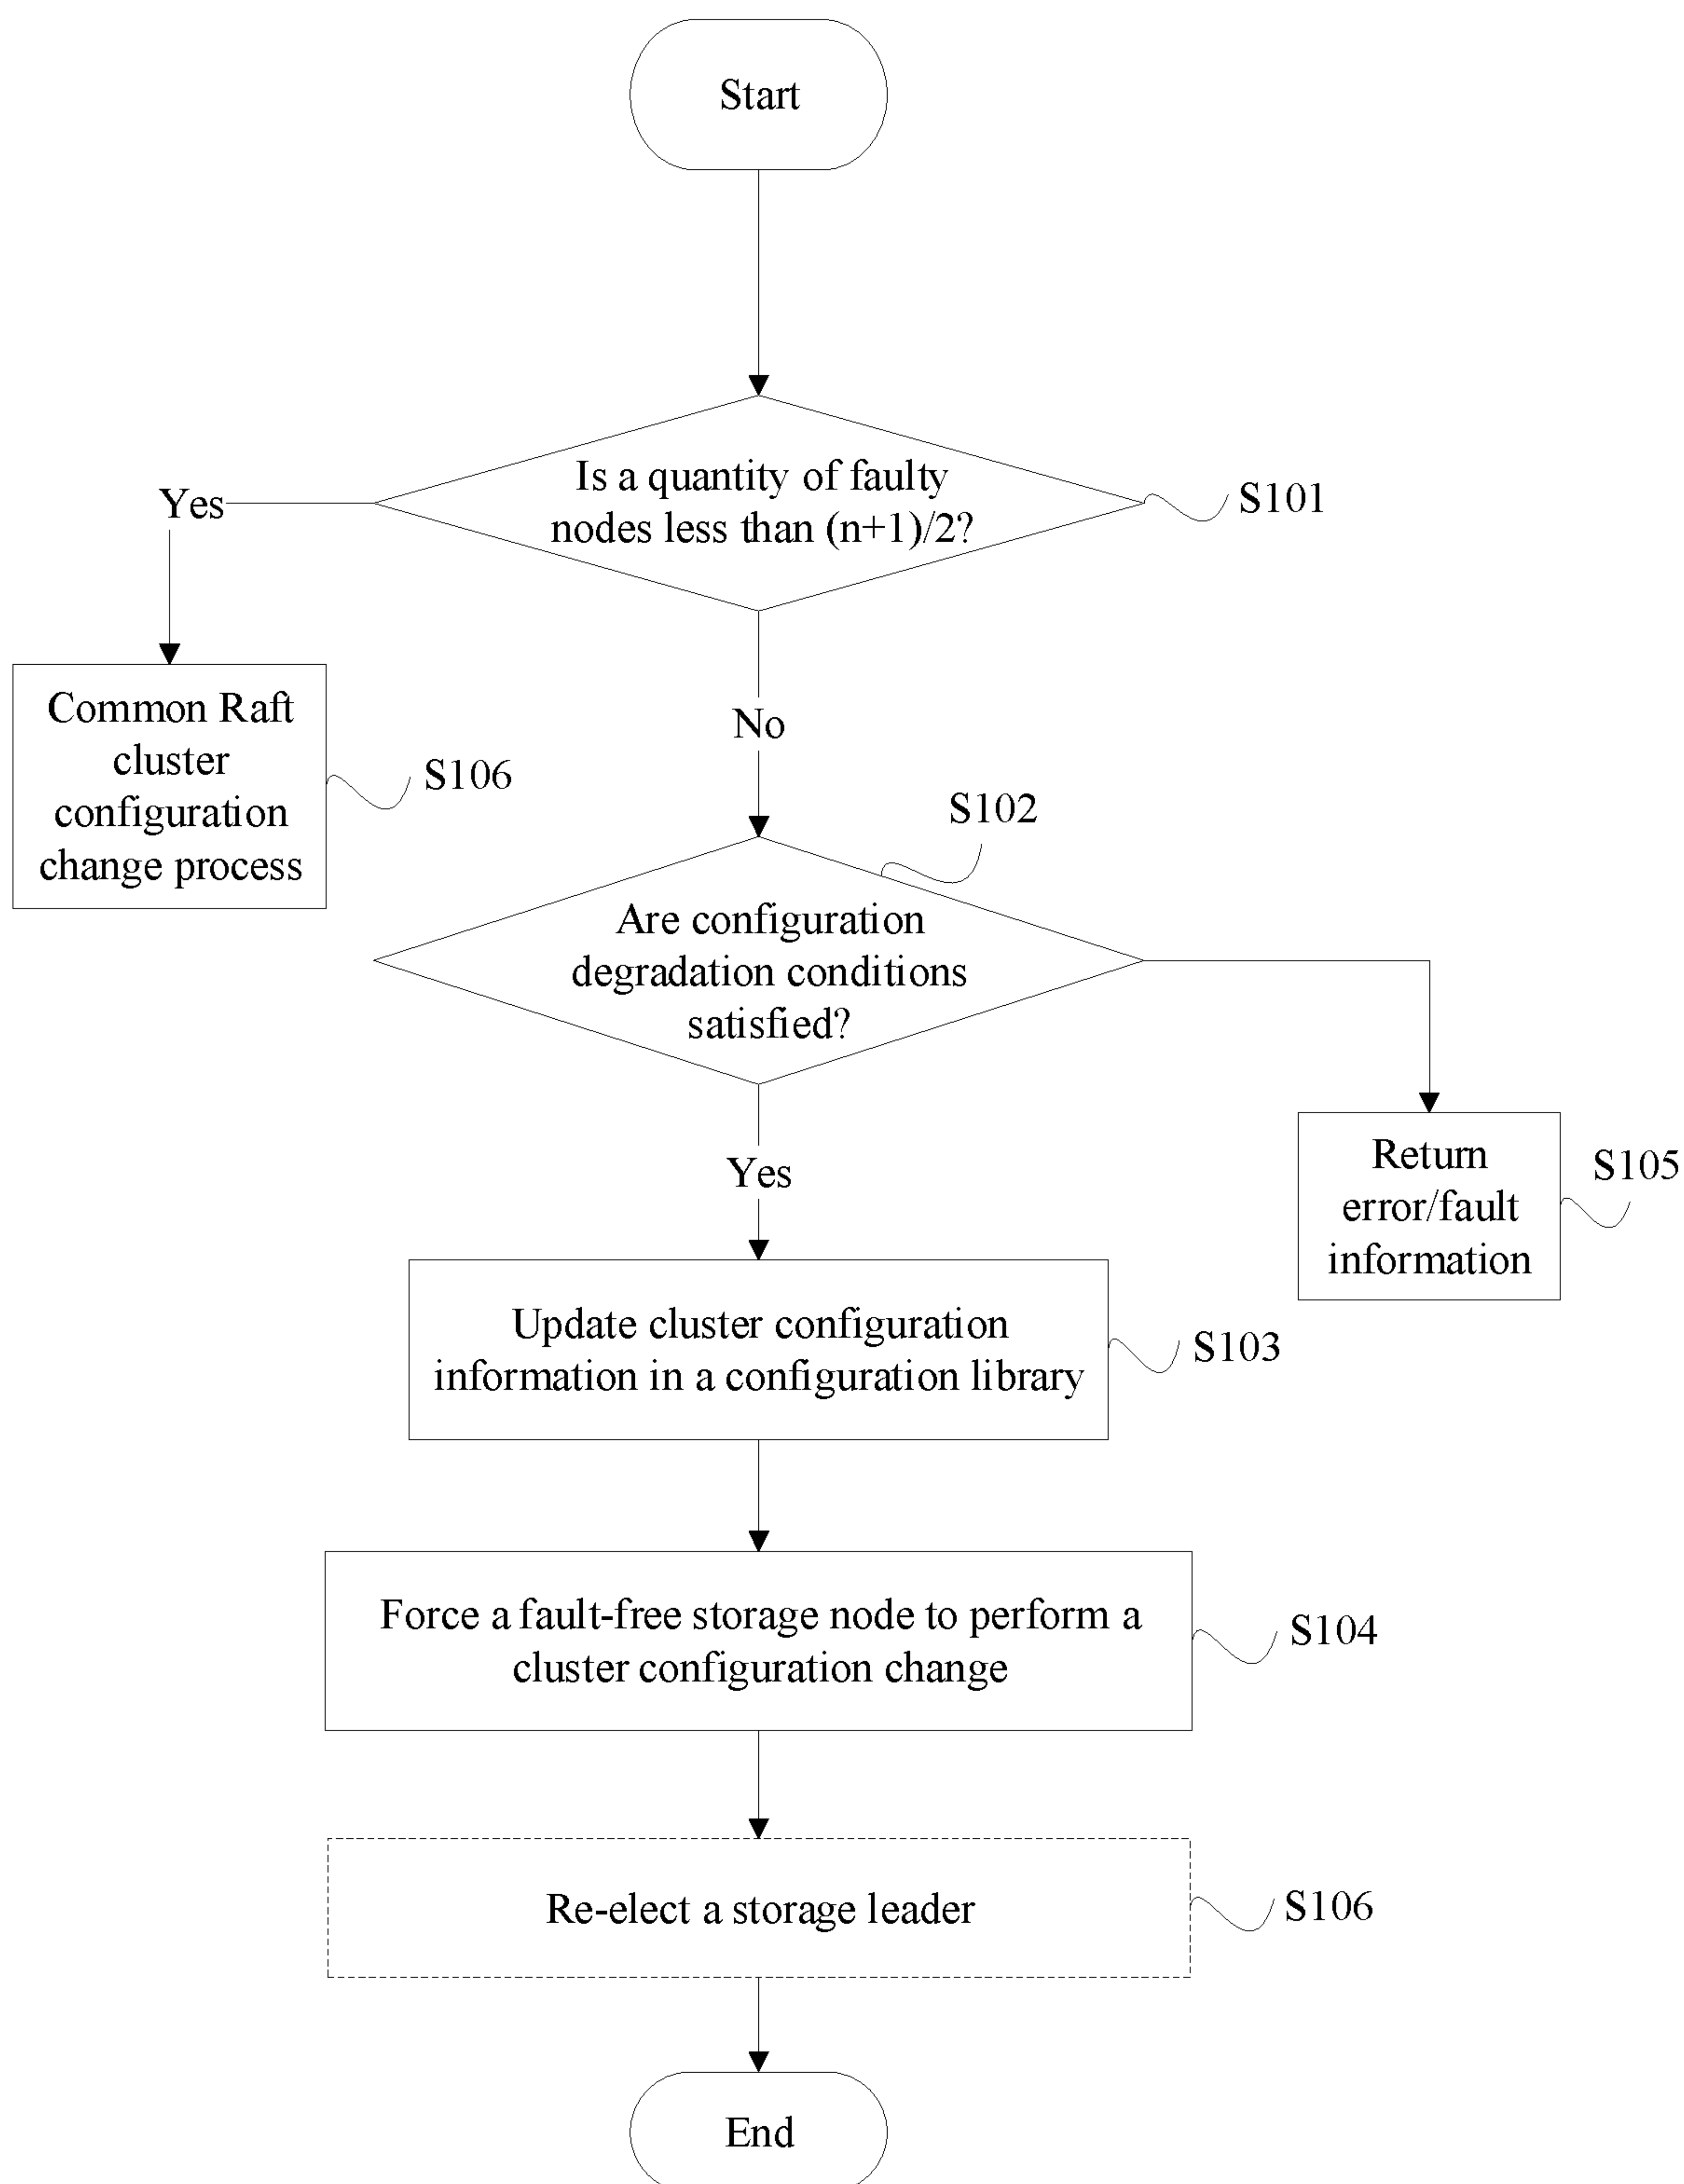 Start
Is a quantity of faulty
nodes less than (n+1)/2?
S101
Yes
Common Raft
cluster
configuration
change process
S106
No
S102
Are configuration
degradation conditions
satisfied?
Return
error/fault
information
S105
Yes
Update cluster configuration
information in a configuration library
S103
Force a fault-free storage node to perform a
cluster configuration change
S104
Re-elect a storage leader
S106
End